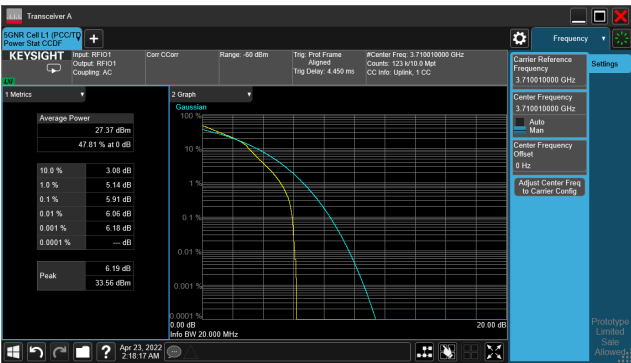 Transceiver A
5GNR Cell L1 (PCC/TD
Power Stat CCDF
KEYSIGHT
LXI
Input: RFIO1
Output: RFIO1
Coupling: AC
Corr CCorr
Range: -60 dBm
Trig: Prot Frame
Aligned
Trig Delay: 4.450 ms
#Center Freq: 3.710010000 GHz
Counts: 123 k/10.0 Mpt
CC Info: Uplink, 1 CC
1 Metrics
Average Power
27.37 dBm
47.81 % at 0 dB
10.0 % 3.08 dB
1.0 % 5.14 dB
0.1 % 5.91 dB
0.01 % 6.06 dB
0.001 % 6.18 dB
0.0001 % --- dB
Peak
6.19 dB
33.56 dBm
2 Graph
Gaussian
100 %
10 %
1 %
0.1 %
0.01 %
0.001 %
0.0001 %
0.00 dB
20.00 dB
Info BW 20.000 MHz
Frequency
Carrier Reference
Frequency
3.710010000 GHz
Center Frequency
3.710010000 GHz
Auto
Man
Center Frequency
Offset
0 Hz
Adjust Center Freq
to Carrier Config
Settings
Prototype
Limited
Sale
Allowed
?
Apr 23, 2022
2:18:17 AM